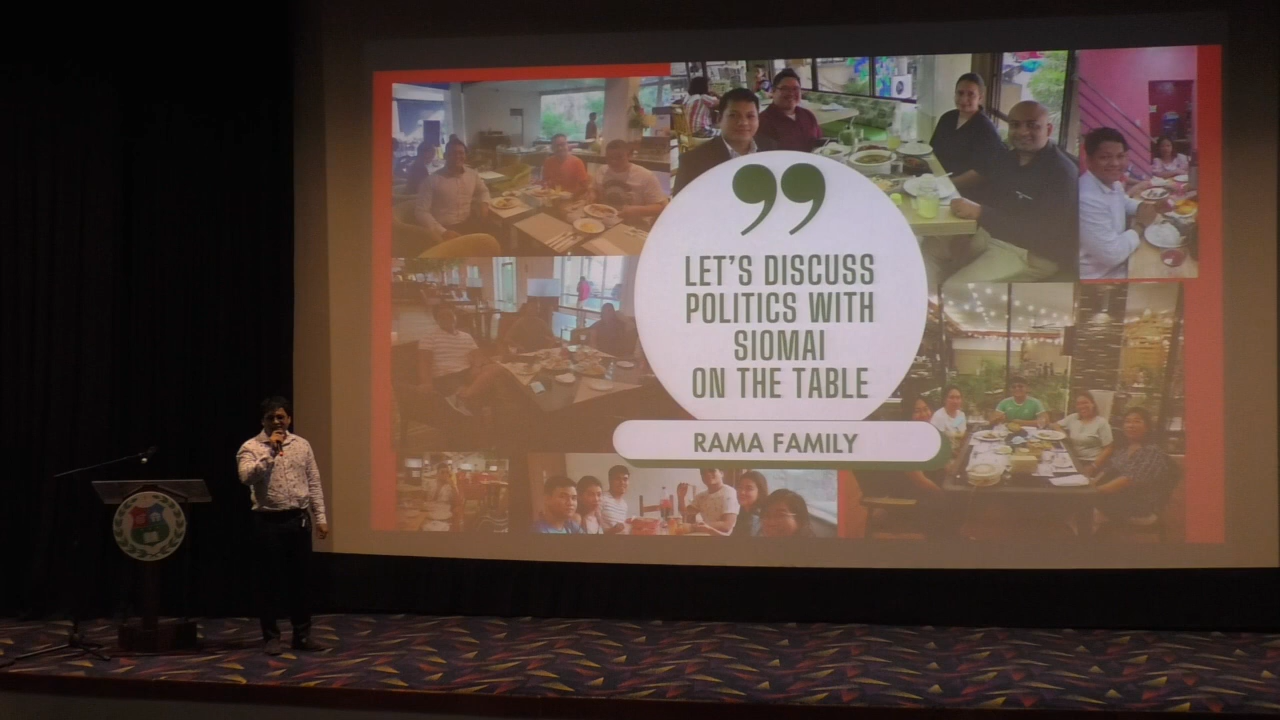 ”
LET’S DISCUSS
POLITICS WITH
SIOMAI
ON THE TABLE
RAMA FAMILY